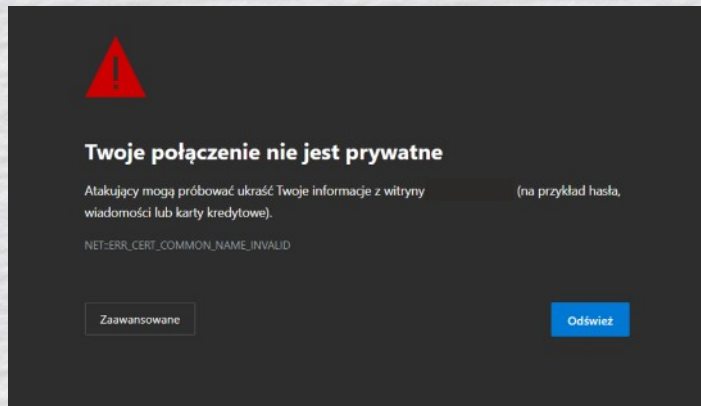 Twoje połączenie nie jest prywatne
Atakujący mogą próbować ukraść Twoje informacje z witryny (na przykład hasła,
wiadomości lub karty kredytowe).
NET::ERR_CERT_COMMON_NAME_INVALID
Zaawansowane
Odśwież